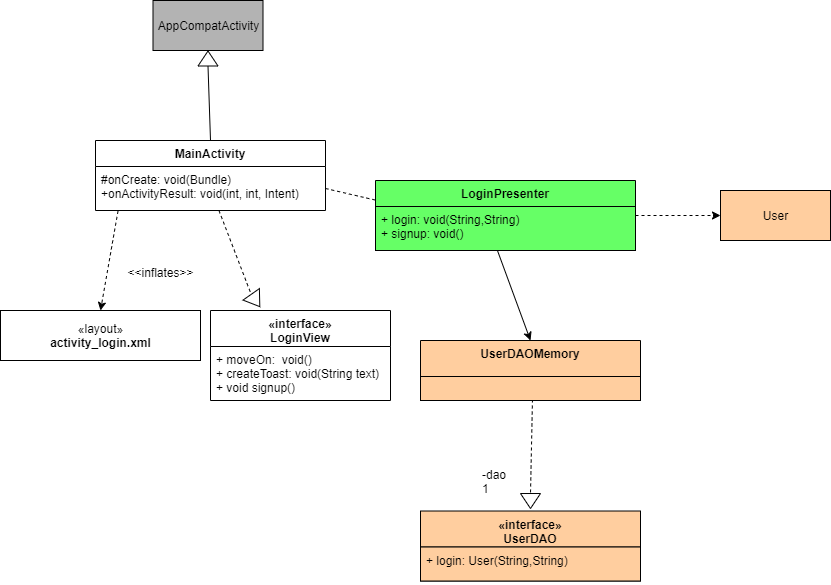 AppCompatActivity
MainActivity
#onCreate: void(Bundle)
+onActivityResult: void(int, int, Intent)
LoginPresenter
+ login: void(String,String)
+ signup: void()
User
<<inflates>>
«layout»
activity_login.xml
«interface»
LoginView
+ moveOn:  void()
+ createToast: void(String text)
+ void signup()
UserDAOMemory
-dao
1
«interface»
UserDAO
+ login: User(String,String)